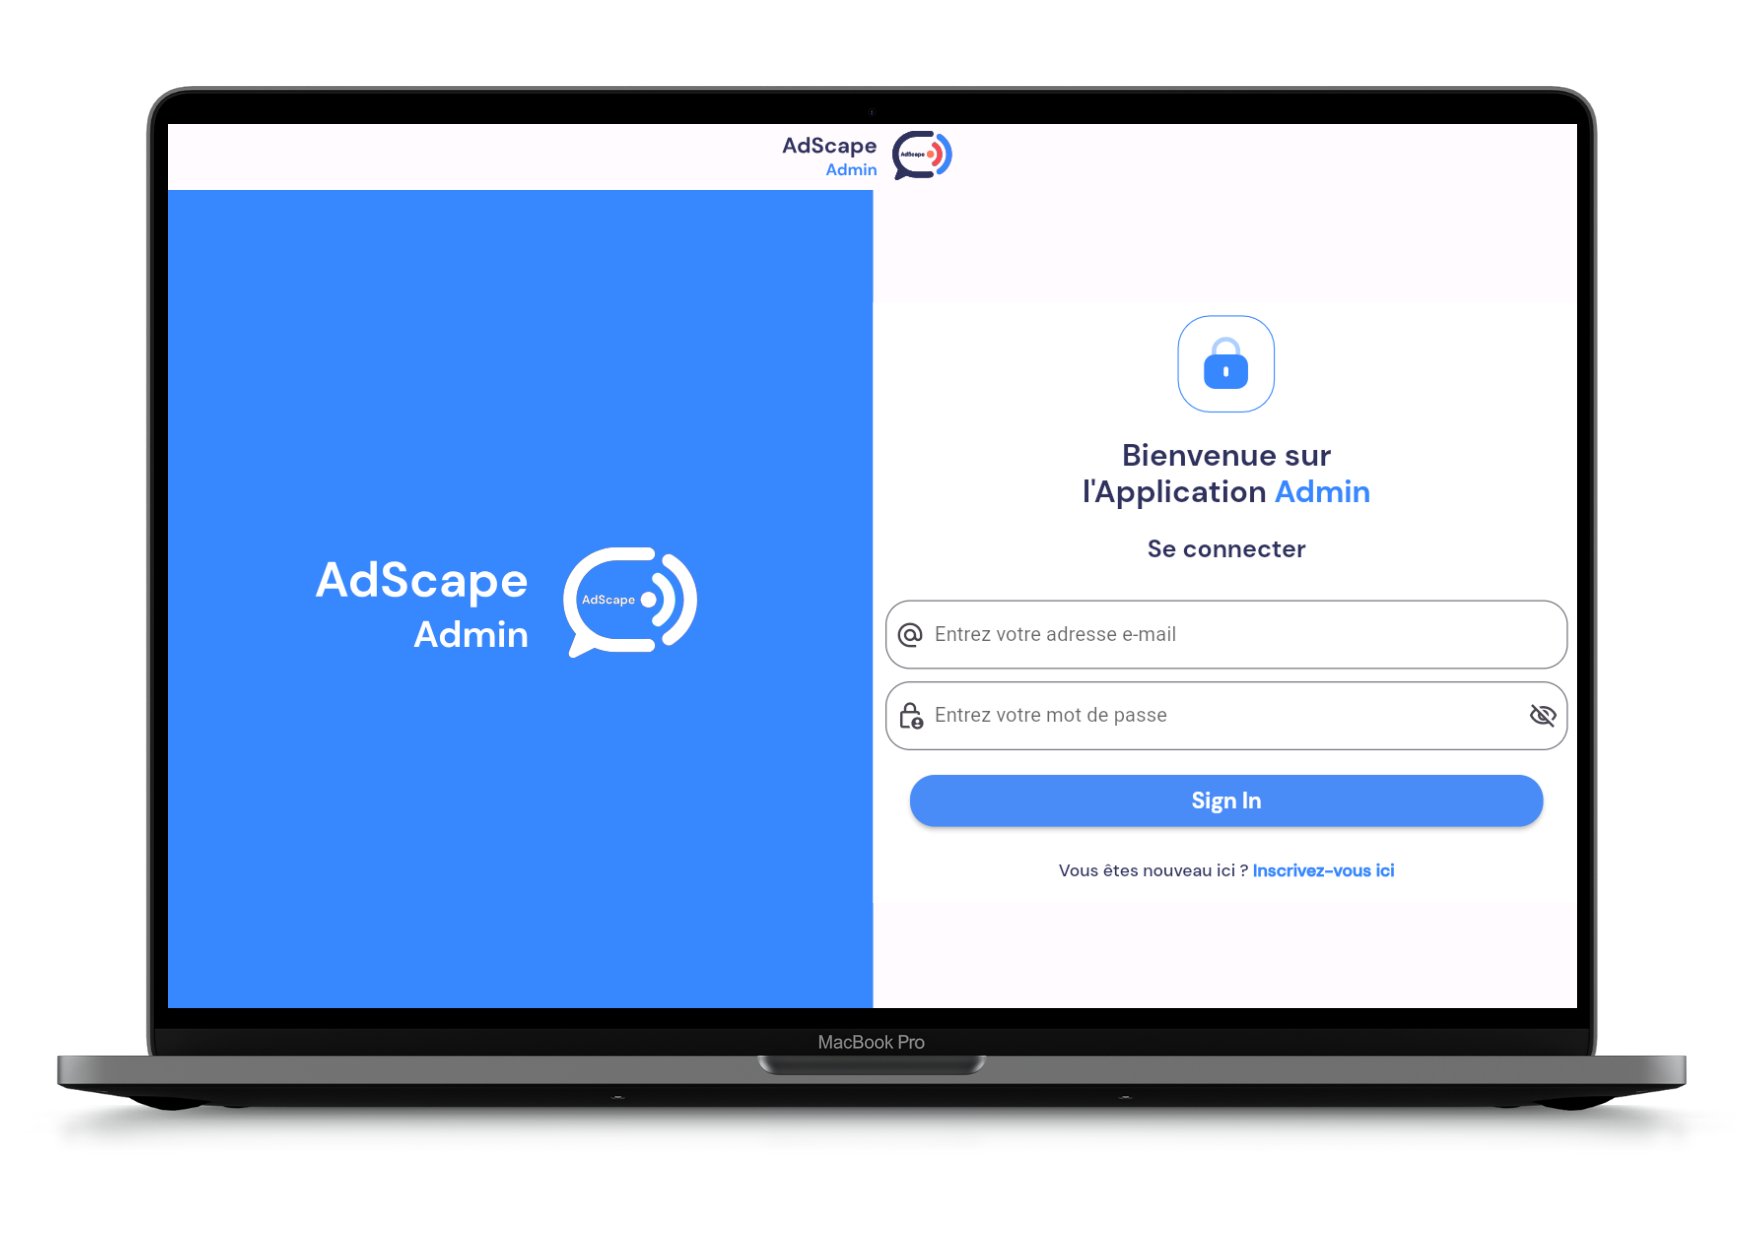 AdScape
Admin
AdScape
AdScape
Admin
AdScape
Bienvenue sur
l'Application Admin
Se connecter
Entrez votre adresse e-mail
Entrez votre mot de passe
Sign In
Vous êtes nouveau ici ? Inscrivez-vous ici
MacBook Pro